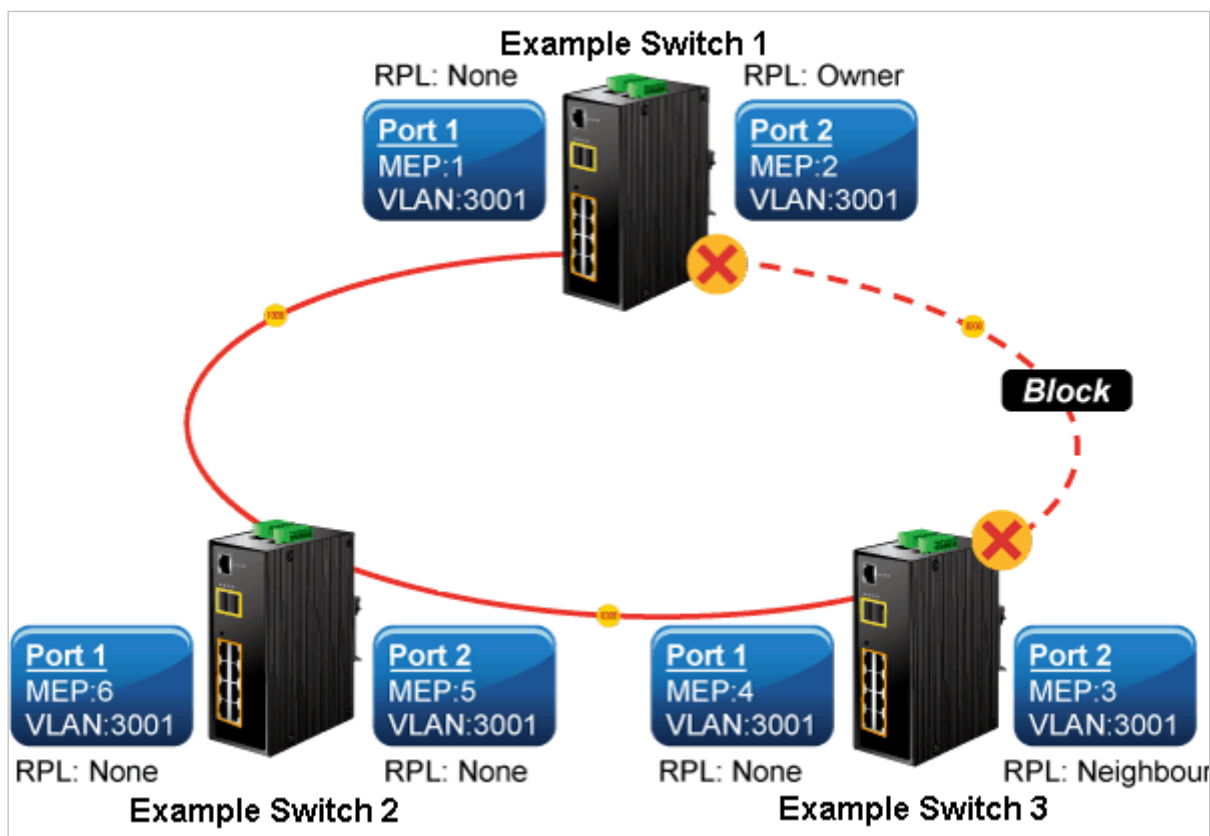 Example Switch 1
RPL: None
RPL: Owner
Port 1
MEP:1
VLAN:3001
Port 2
MEP:2
VLAN:3001
Block
Port 1
MEP:6
VLAN:3001
Port 2
MEP:5
VLAN:3001
Port 1
MEP:4
VLAN:3001
Port 2
MEP:3
VLAN:3001
RPL: None
RPL: None
RPL: None
RPL: Neighbour
Example Switch 2
Example Switch 3